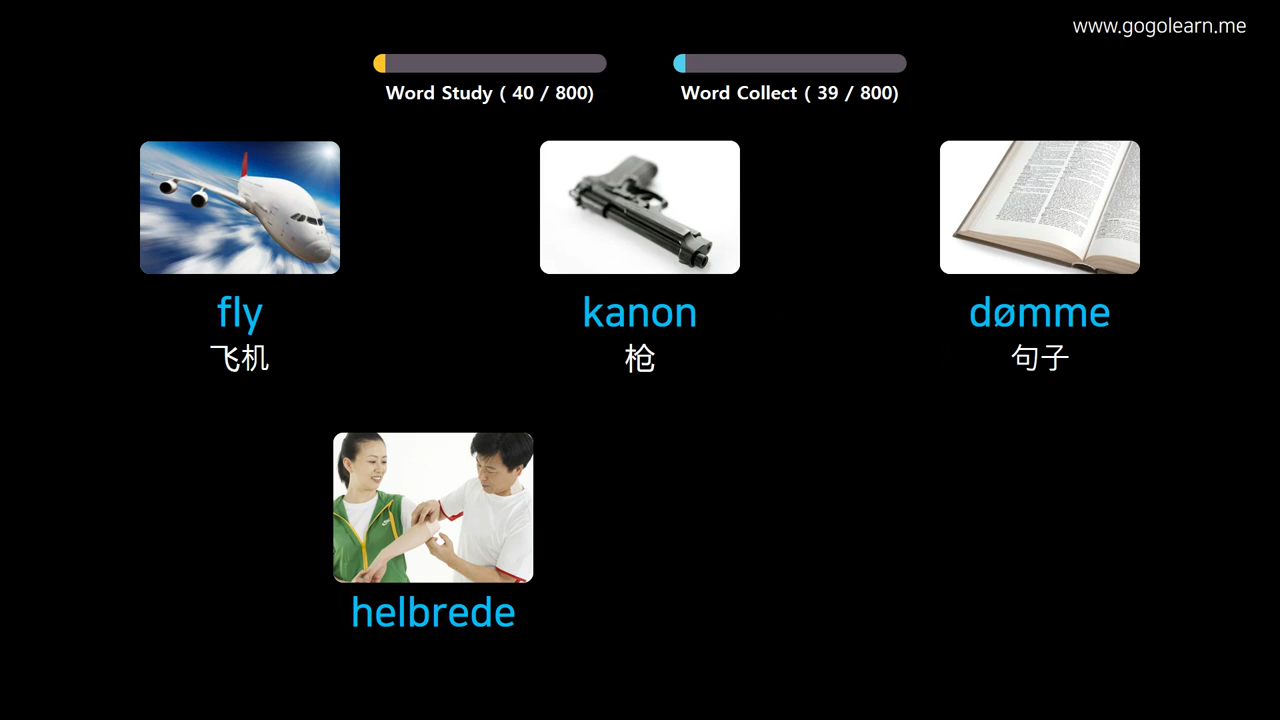 www.gogolearn.me
Word Study ( 40 / 800)
Word Collect ( 39 / 800)
fly
飞机
kanon
枪
dømme
句子
helbrede